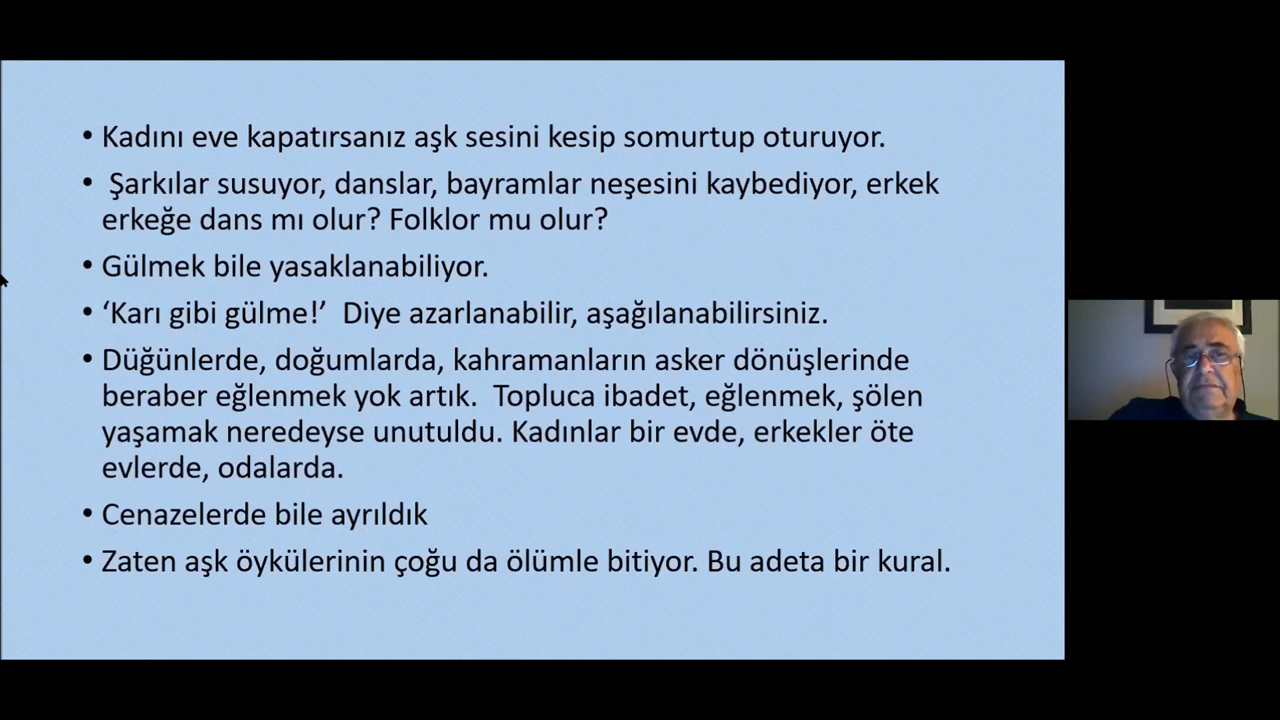 • Kadını eve kapatırsanız aşk sesini kesip somurtup oturuyor.
• Şarkılar susuyor, danslar, bayramlar neşesini kaybediyor, erkek
erkeğe dans mı olur? Folklor mu olur?
• Gülmek bile yasaklanabiliyor.
• ‘Karı gibi gülme!’  Diye azarlanabilir, aşağılanabilirsiniz.
• Düğünlerde, doğumlarda, kahramanların asker dönüşlerinde
beraber eğlenmek yok artık.  Topluca ibadet, eğlenmek, şölen
yaşamak neredeyse unutuldu. Kadınlar bir evde, erkekler öte
evlerde, odalarda.
• Cenazelerde bile ayrıldık
• Zaten aşk öykülerinin çoğu da ölümle bitiyor. Bu adeta bir kural.